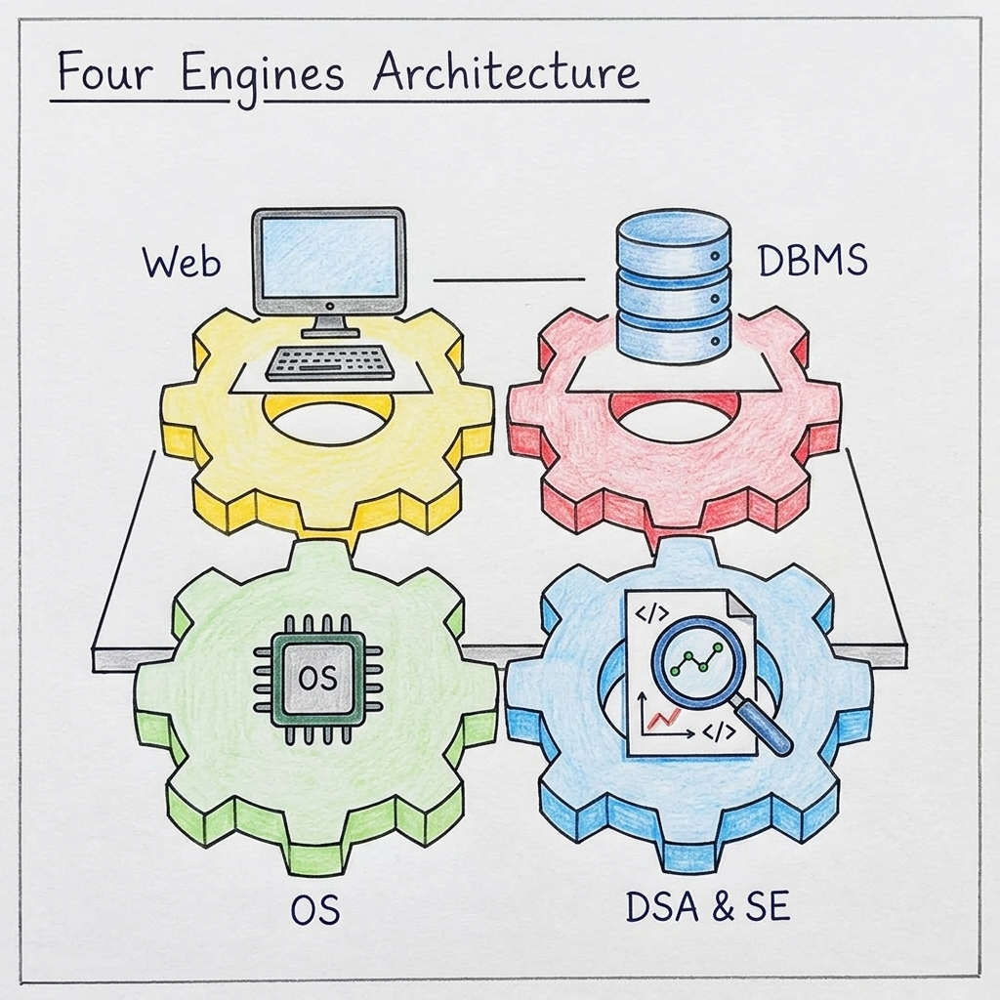 Four Engines Architecture
Web
DBMS
OS
</>
</>
OS
DSA & SE